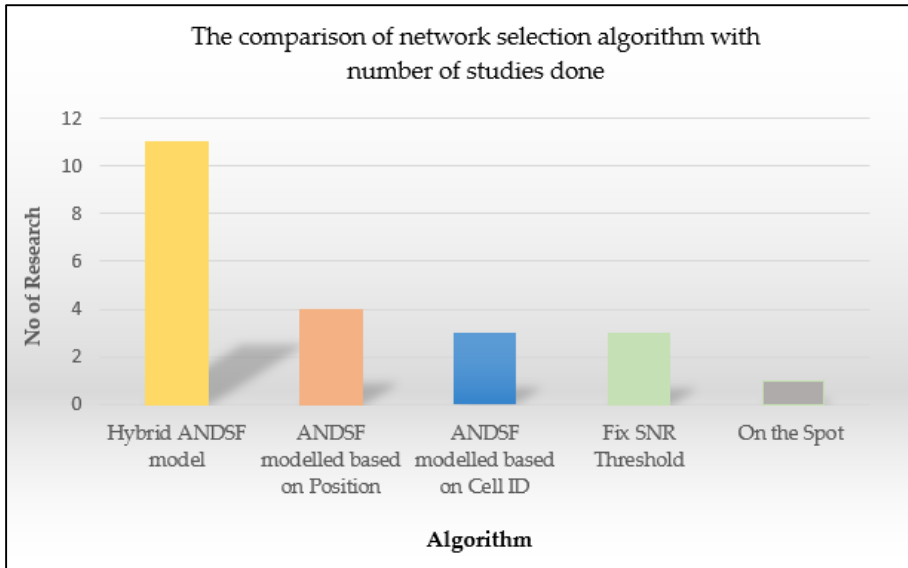 The comparison of network selection algorithm with
number of studies done
12
10
8
6
4
2
0
No of Research
Hybrid ANDSF
model
ANDSF
modelled based
on Position
ANDSF
modelled based
on Cell ID
Fix SNR
Threshold
On the Spot
Algorithm